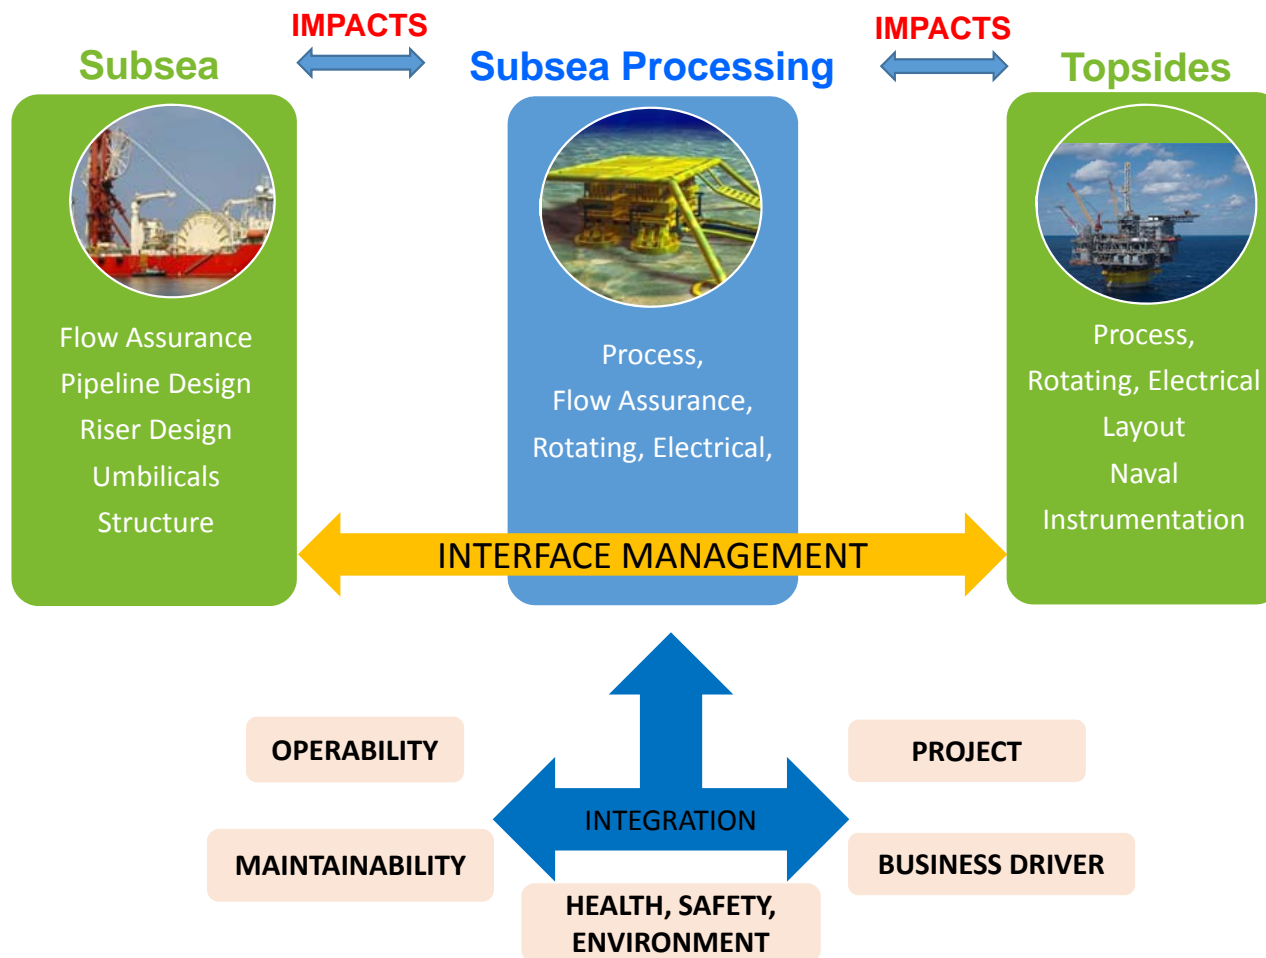 IMPACTS
IMPACTS
Subsea
Subsea Processing
Topsides
Flow Assurance
Pipeline Design
Riser Design
Umbilicals
Structure
Process,
Flow Assurance,
Rotating, Electrical,
Process,
Rotating, Electrical
Layout
Naval
Instrumentation
INTERFACE MANAGEMENT
OPERABILITY
PROJECT
INTEGRATION
MAINTAINABILITY
BUSINESS DRIVER
HEALTH, SAFETY,
ENVIRONMENT